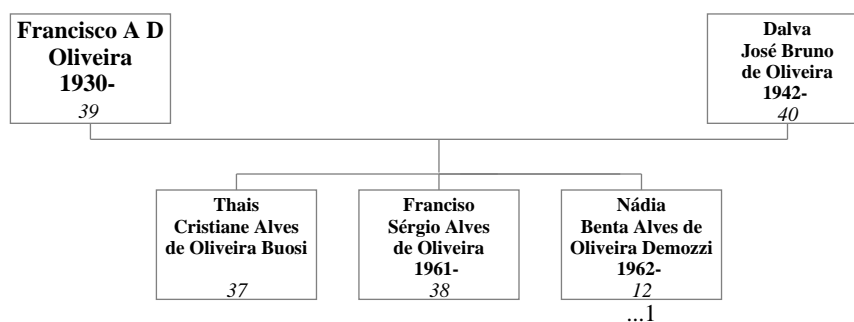 Francisco A D
Oliveira
1930-
39
Dalva
José Bruno
de Oliveira
1942-
40
Thais
Cristiane Alves
de Oliveira Buosi
37
Franciso
Sérgio Alves
de Oliveira
1961-
38
Nádia
Benta Alves de
Oliveira Demozzi
1962-
12
...1